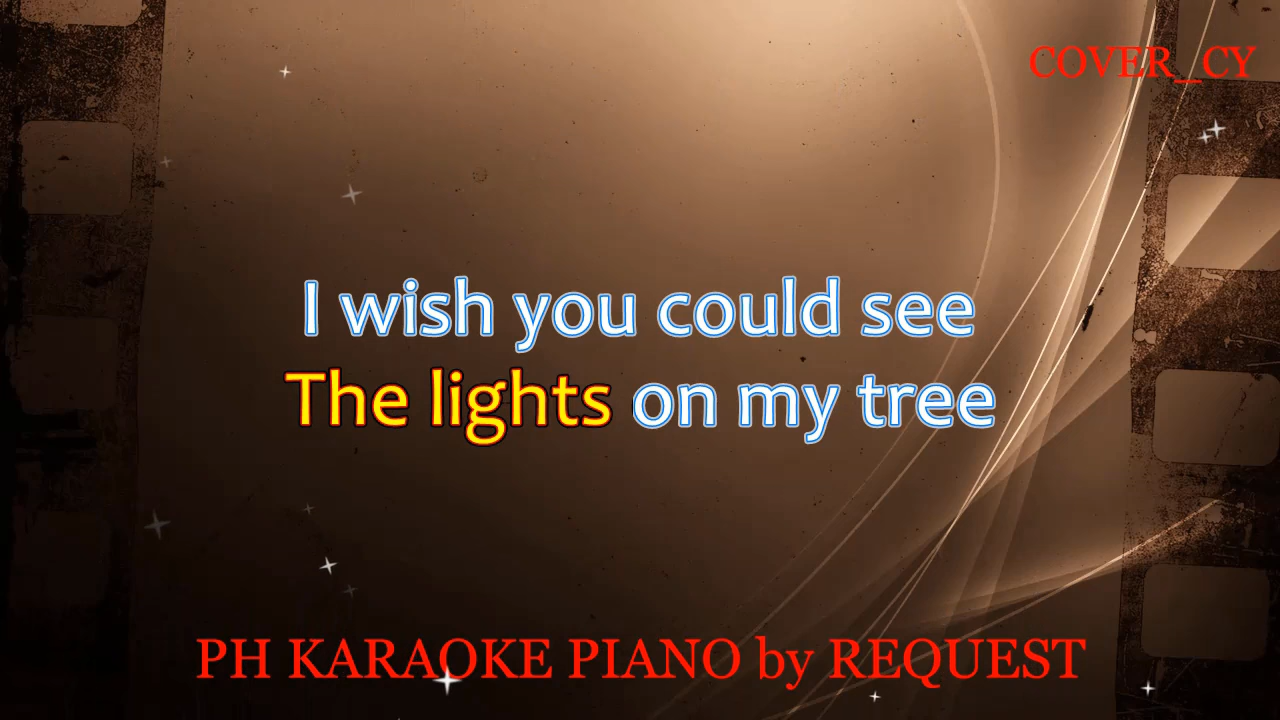 COVER_CY
I wish you could see
The lights on my tree
PH KARAOKE PIANO by REQUEST